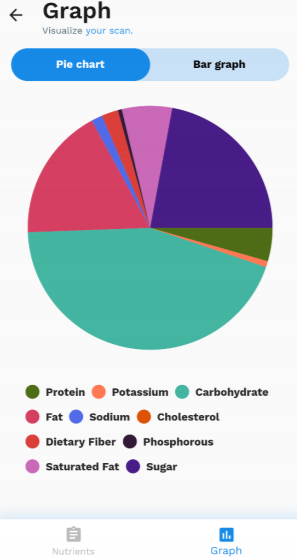 Graph
Visualize your scan.
Pie chart Bar graph
Protein Potassium Carbohydrate
Fat Sodium Cholesterol
Dietary Fiber Phosphorous
Saturated Fat Sugar
Nutrients Graph